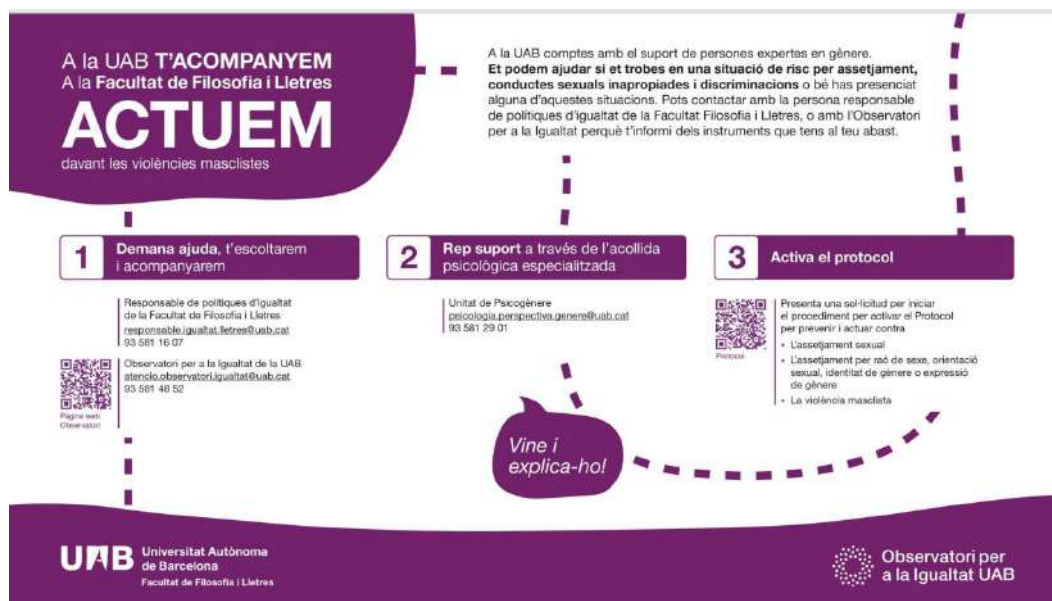 A la UAB T'ACOMPANYEM
A la Facultat de Filosofia i Lletres
ACTUEM
davant les violències masclistes
A la UAB comptes amb el suport de persones expertes en gènere.
Et podem ajudar si et trobes en una situació de risc per assetjament,
conductes sexuals inapropiades i discriminacions o bé has presenciat
alguna d'aquestes situacions. Pots contactar amb la persona responsable
de polítiques d'igualtat de la Facultat Filosofia i Lletres, o amb l'Observatori
per a la Igualtat perquè t'informi dels instruments que tens al teu abast.
1
Demana ajuda, t'escoltarem
i acompanyarem
Responsable de polítiques d'igualtat
de la Facultat de Filosofia i Lletres
responsable.igualtat.lletres@uab.cat
93 581 16 07
Observatori per a la Igualtat de la UAB
atencio.observatori.igualtat@uab.cat
93 581 48 52
Pàgina web
Observatori
2
Rep suport a través de l'acollida
psicològica especialitzada
Unitat de Psicogènere
psicologia.perspectiva.genere@uab.cat
93 581 29 01
3
Activa el protocol
Protocol
Presenta una sol·licitud per iniciar
el procediment per activar el Protocol
per prevenir i actuar contra
• L'assetjament sexual
• L'assetjament per raó de sexe, orientació
sexual, identitat de gènere o expressió
de gènere
• La violència masclista
Vine i
explica-ho!
UAB
Universitat Autònoma
de Barcelona
Facultat de Filosofia i Lletres
Observatori per
a la Igualtat UAB